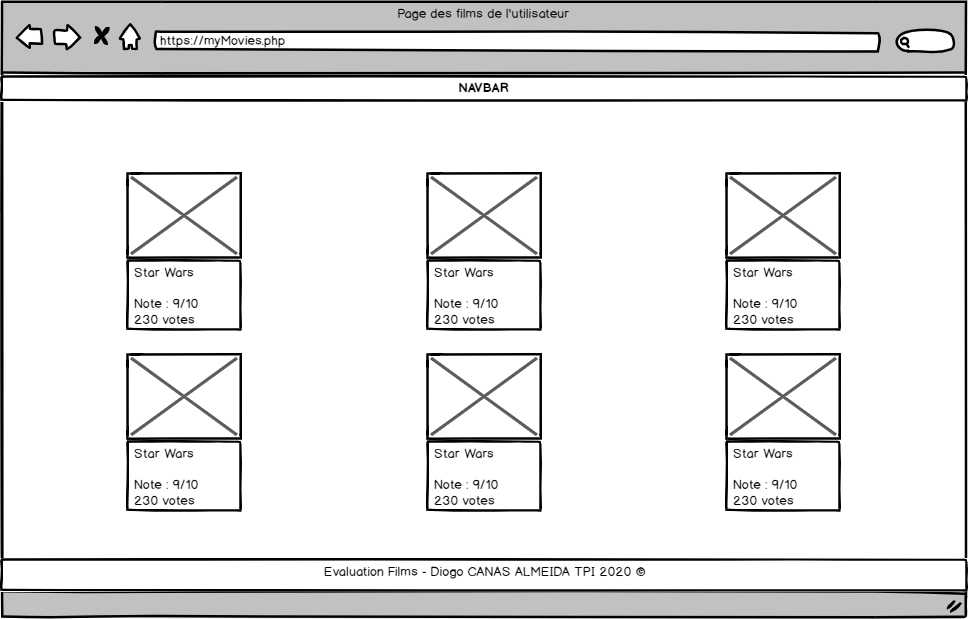 Page des films de l'utilisateur
https://myMovies.php
NAVBAR
Star Wars
Note : 9/10
230 votes
Star Wars
Note : 9/10
230 votes
Star Wars
Note : 9/10
230 votes
Star Wars
Note : 9/10
230 votes
Star Wars
Note : 9/10
230 votes
Star Wars
Note : 9/10
230 votes
Evaluation Films - Diogo CANAS ALMEIDA TPI 2020 ©